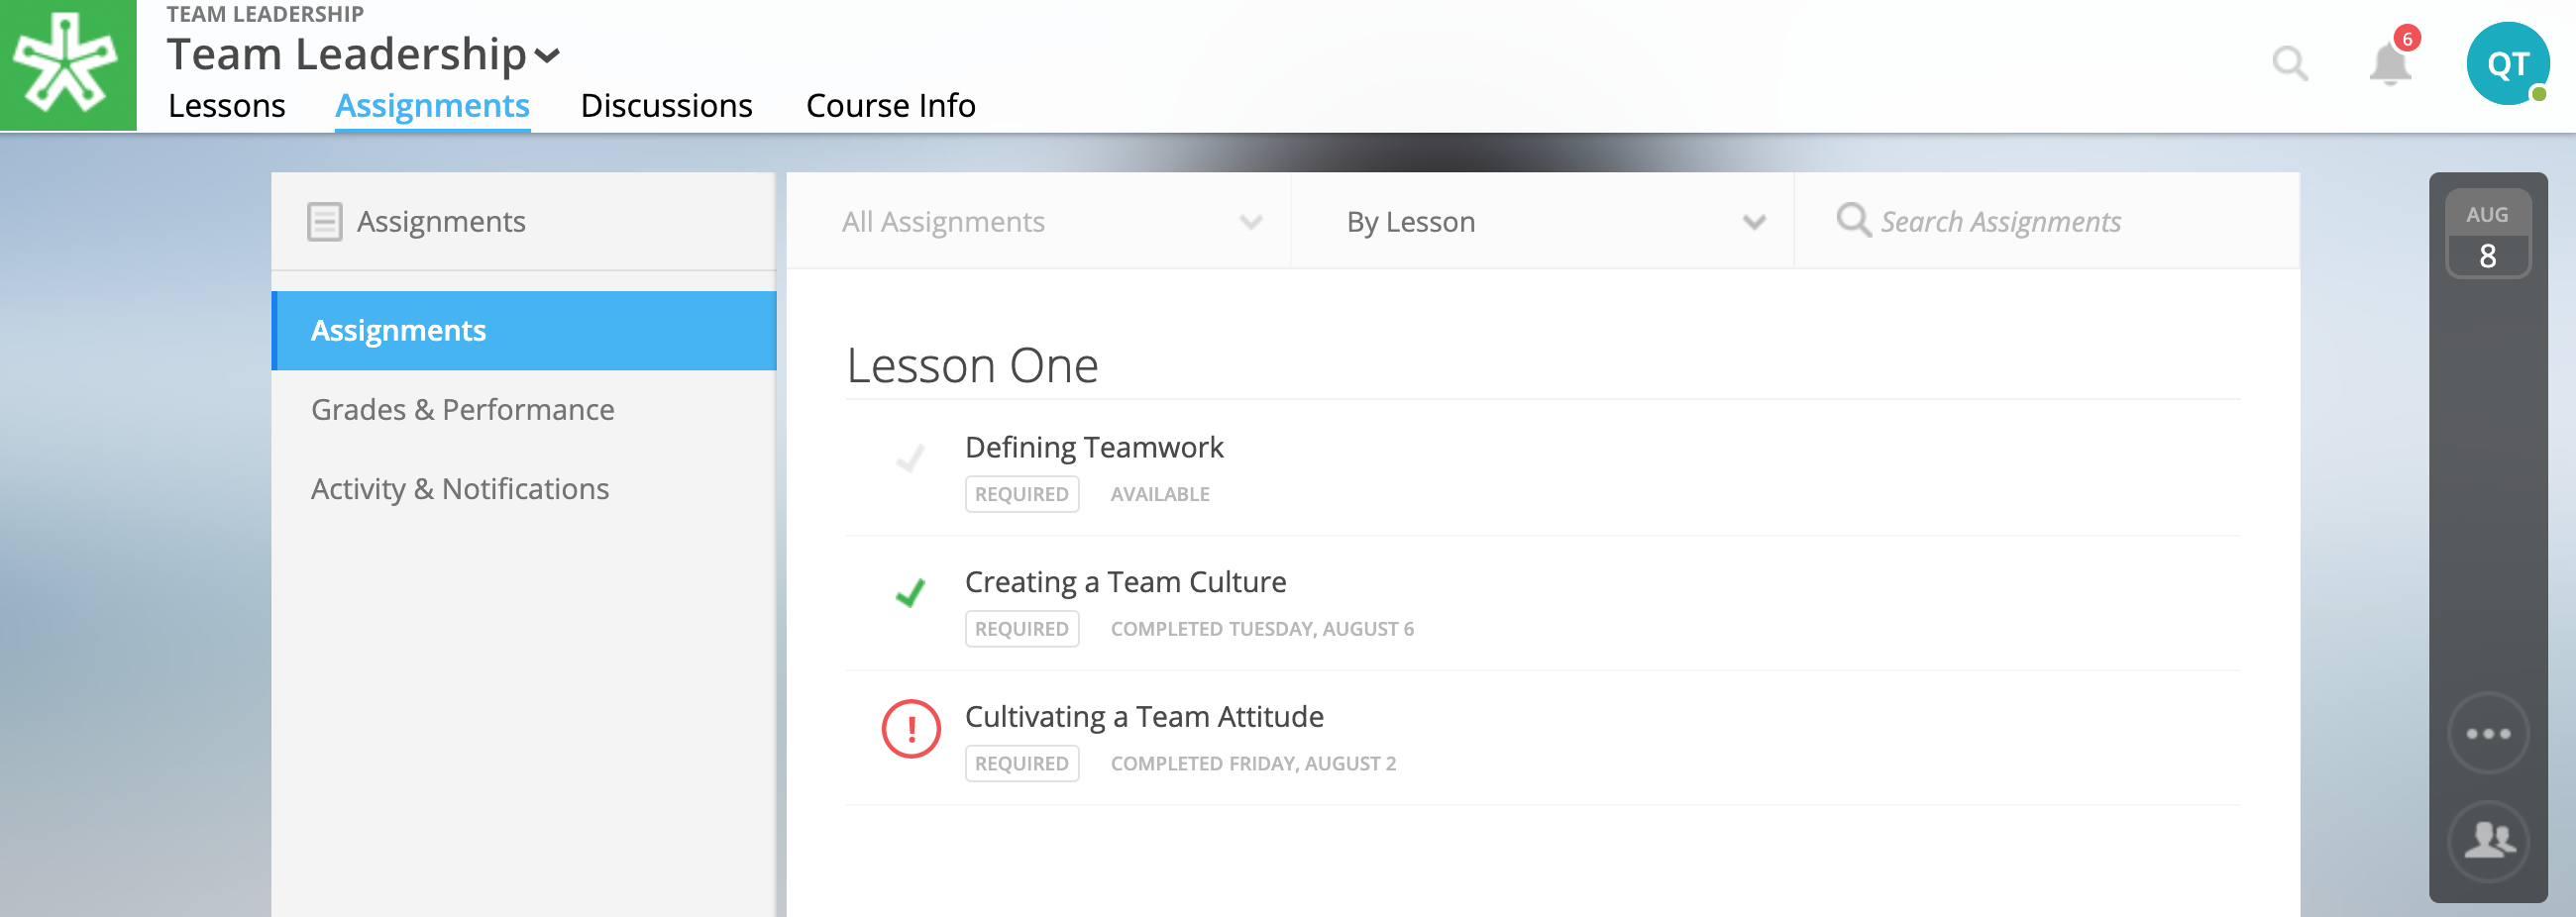 TEAM LEADERSHIP
Team Leadership
Lessons Assignments Discussions Course Info
6
QT
Assignments
Assignments
Grades & Performance
Activity & Notifications
All Assignments By Lesson Search Assignments
Lesson One
Defining Teamwork
REQUIRED AVAILABLE
Creating a Team Culture
REQUIRED COMPLETED TUESDAY, AUGUST 6
Cultivating a Team Attitude
REQUIRED COMPLETED FRIDAY, AUGUST 2
AUG
8